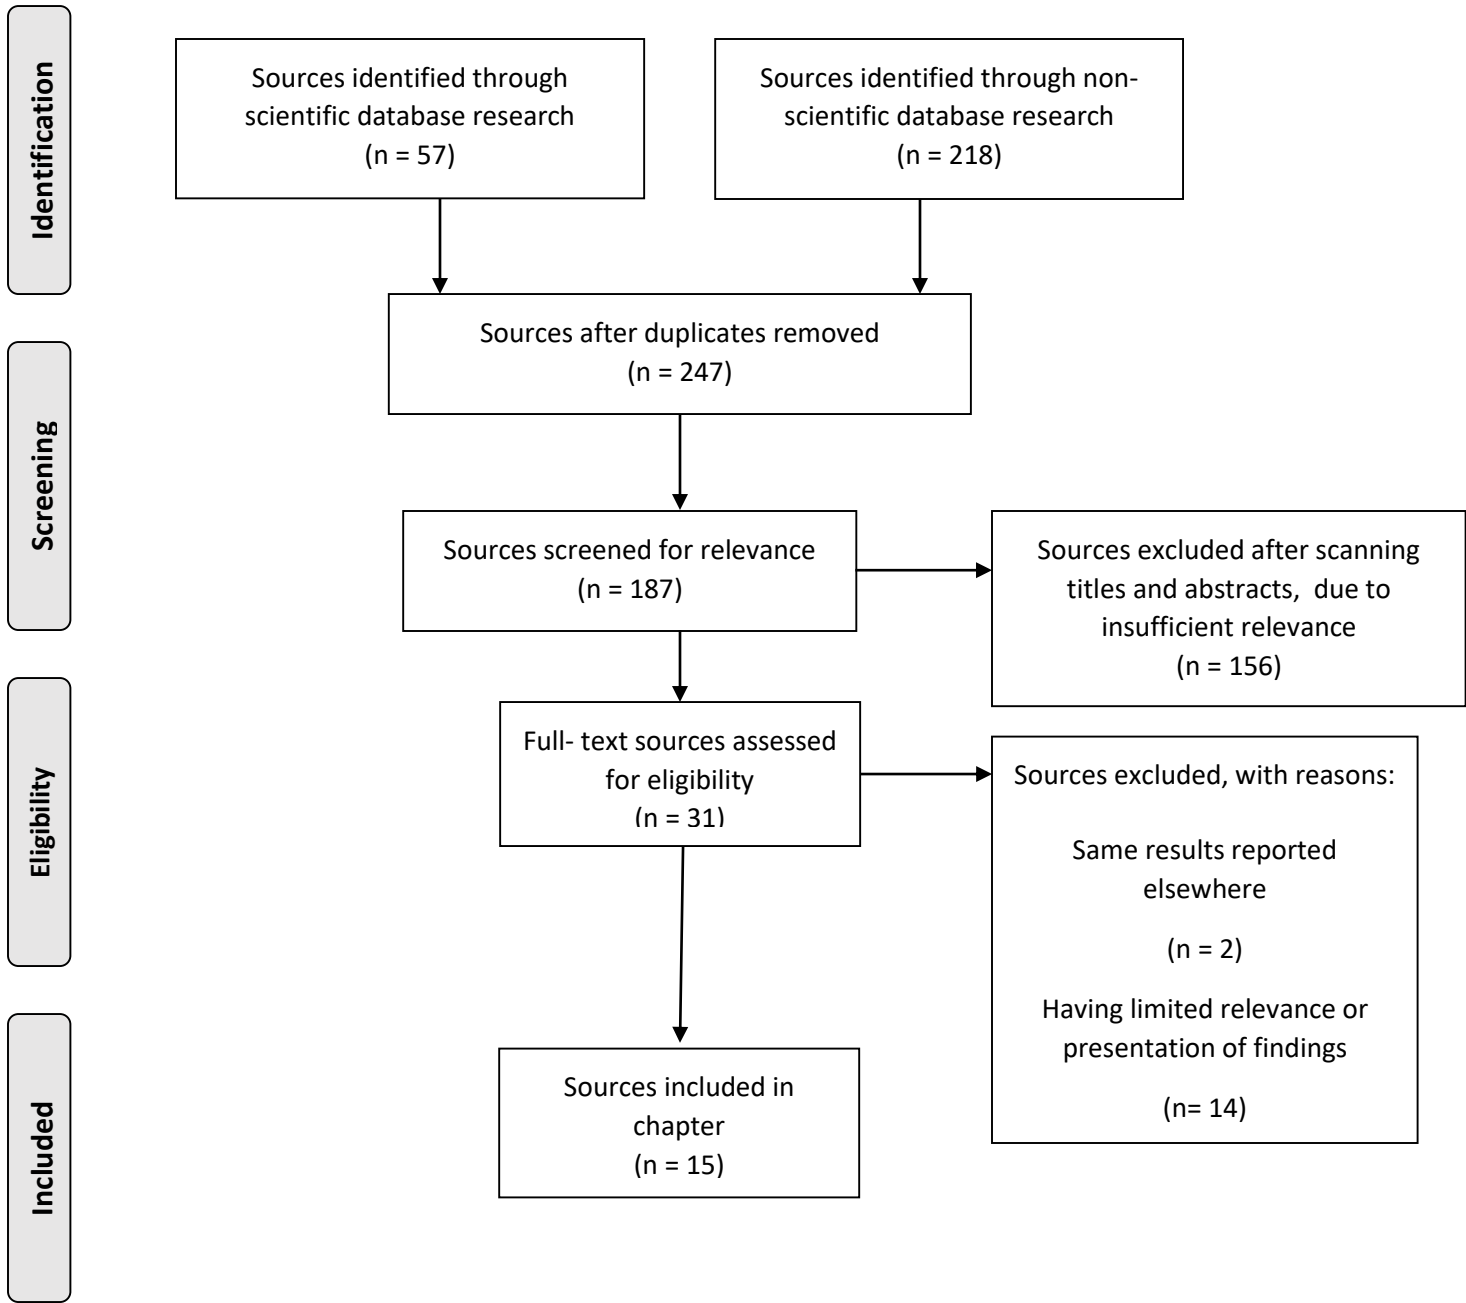 Identification
Sources identified through
scientific database research
(n = 57)
Sources identified through non-
scientific database research
(n = 218)
Sources after duplicates removed
(n = 247)
Screening
Sources screened for relevance
(n = 187)
Sources excluded after scanning
titles and abstracts,  due to
insufficient relevance
(n = 156)
Eligibility
Full- text sources assessed
for eligibility
(n = 31)
Sources excluded, with reasons:
Same results reported
elsewhere
(n = 2)
Having limited relevance or
presentation of findings
(n= 14)
Included
Sources included in
chapter
(n = 15)